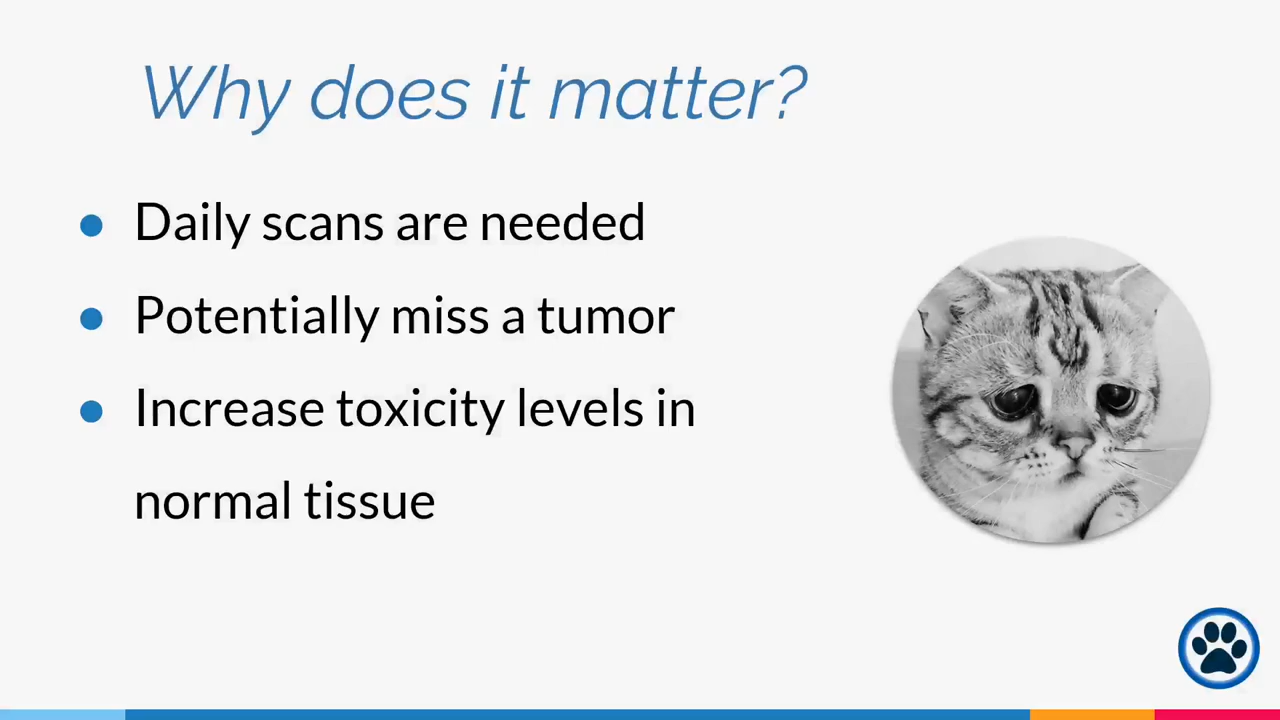 Why does it matter?
Daily scans are needed
Potentially miss a tumor
Increase toxicity levels in
normal tissue